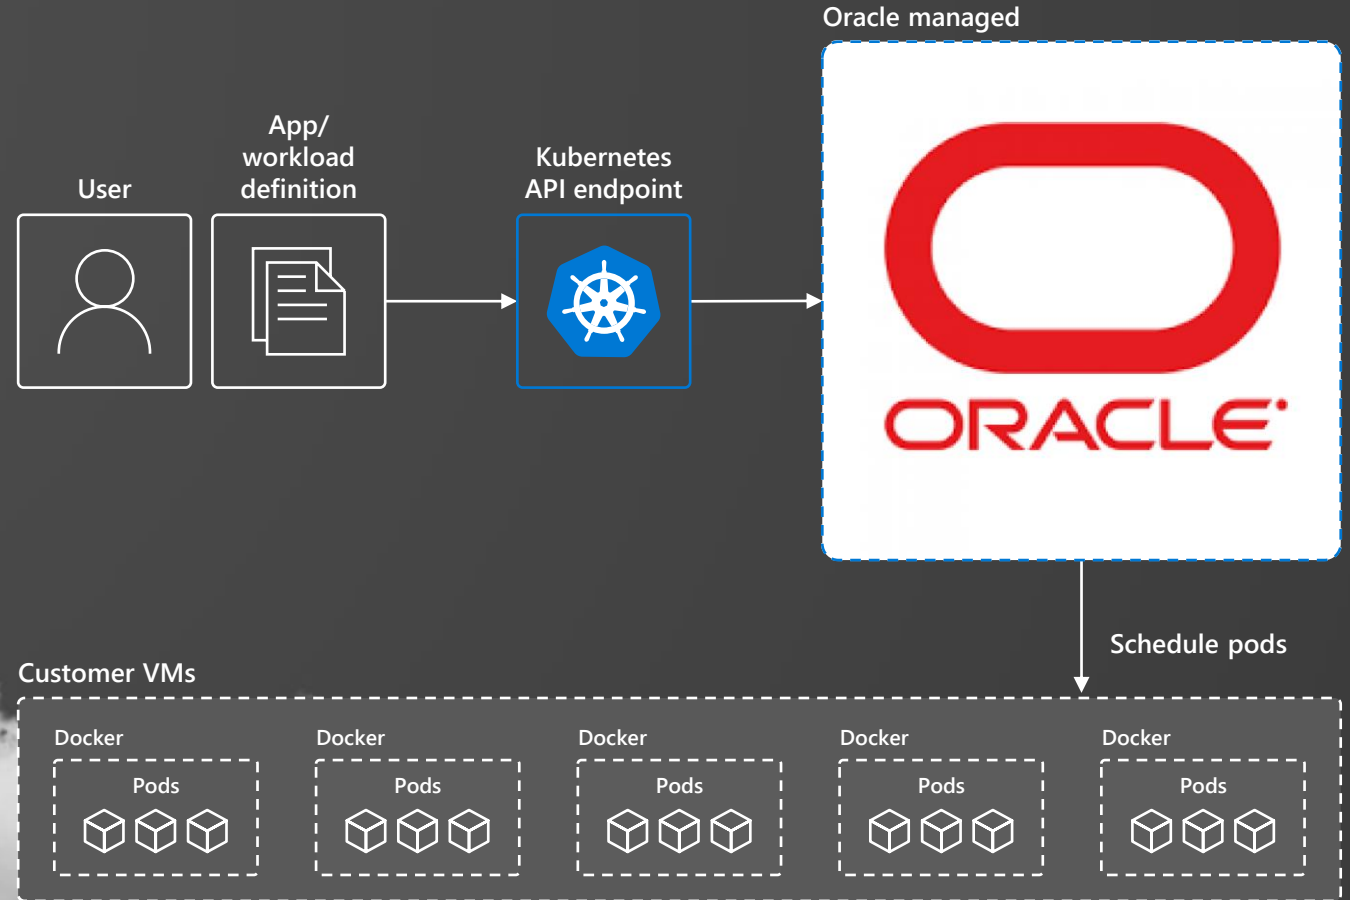 Oracle managed
App/
workload
definition
Kubernetes
API endpoint
User
ORACLE
Schedule pods
Customer VMs
Docker
Docker
Docker
Docker
Docker
Pods
Pods
Pods
Pods
Pods